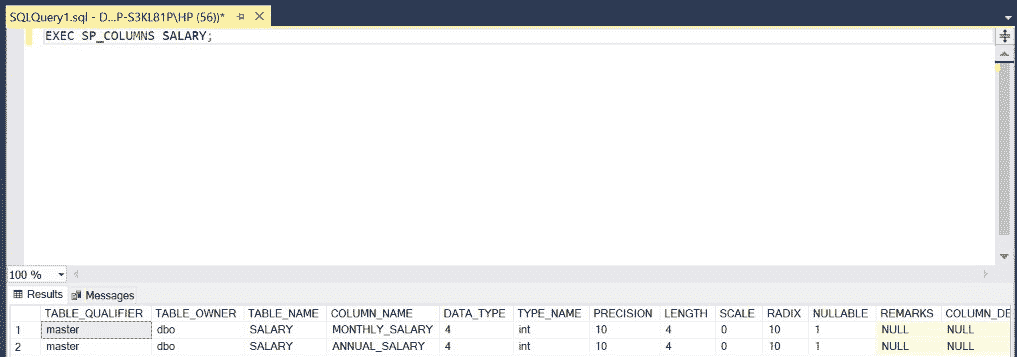 SQLQuery1.sql - D...P-S3KL81P\HP (56))*
EXEC SP_COLUMNS SALARY;
100 %
Results Messages
TABLE_QUALIFIER TABLE_OWNER TABLE_NAME COLUMN_NAME DATA_TYPE TYPE_NAME PRECISION LENGTH SCALE RADIX NULLABLE REMARKS COLUMN_DE
1 master dbo SALARY MONTHLY_SALARY 4 int 10 4 0 10 1 NULL NULL
2 master dbo SALARY ANNUAL_SALARY 4 int 10 4 0 10 1 NULL NULL